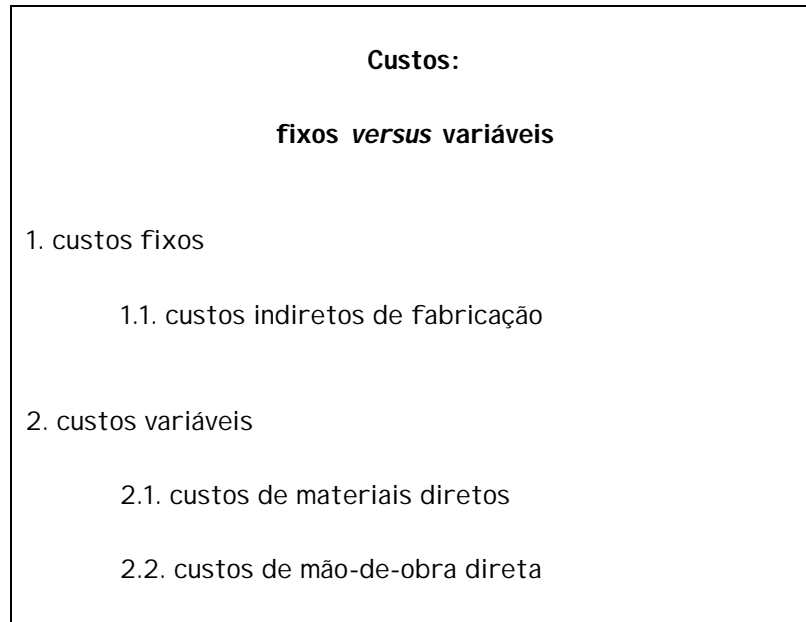 Custos:
fixos versus variáveis
1. custos fixos
1.1. custos indiretos de fabricação
2. custos variáveis
2.1. custos de materiais diretos
2.2. custos de mão-de-obra direta